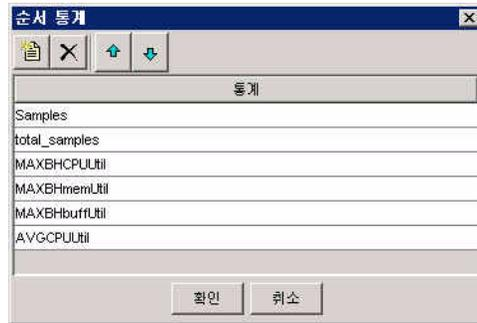 순서 통계
통계
Samples
total_samples
MAXBHCPUUtil
MAXBHmemUtil
MAXBHbuffUtil
AVGCPUUtil
확인
취소